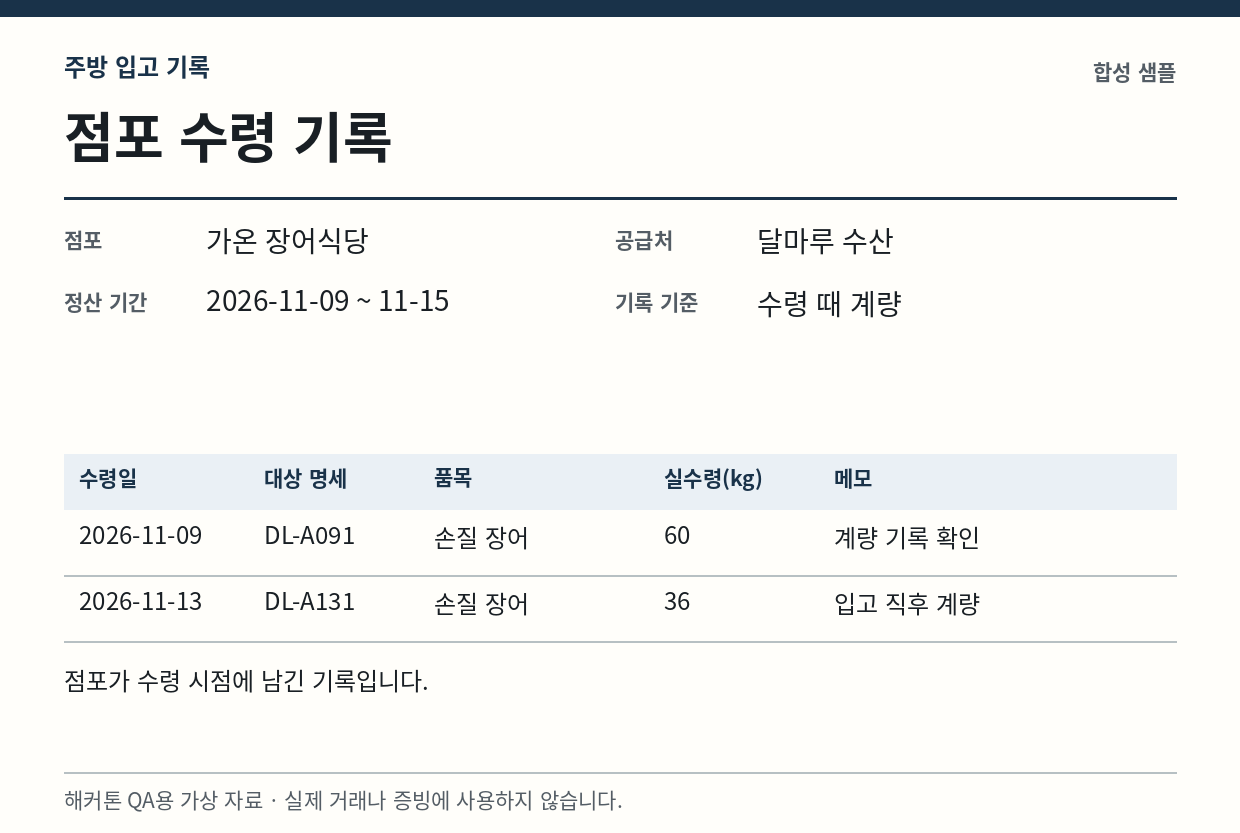 주방 입고 기록
합성 샘플
점포 수령 기록
점포 가온 장어식당 공급처 달마루 수산
정산 기간 2026-11-09 ~ 11-15 기록 기준 수령 때 계량
수령일 대상 명세 품목 실수령(kg) 메모
2026-11-09 DL-A091 손질 장어 60 계량 기록 확인
2026-11-13 DL-A131 손질 장어 36 입고 직후 계량
점포가 수령 시점에 남긴 기록입니다.
해커톤 QA용 가상 자료 · 실제 거래나 증빙에 사용하지 않습니다.